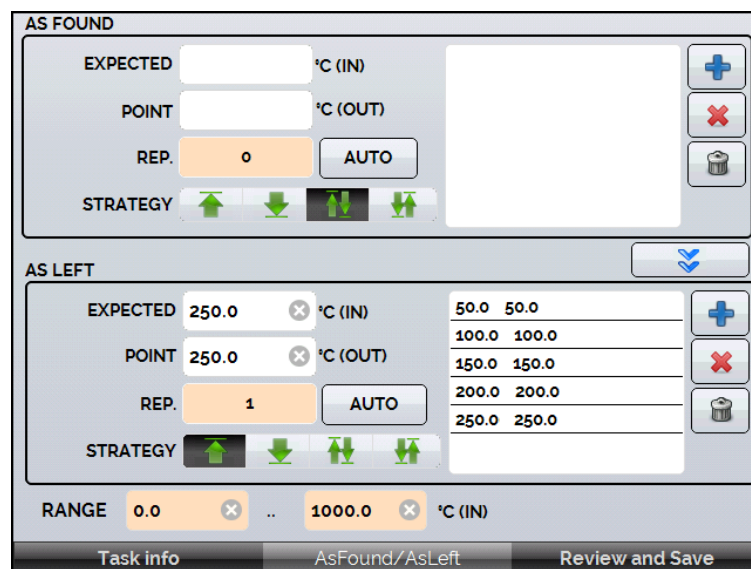 AS FOUND
EXPECTED °C (IN)
POINT °C (OUT)
REP. 0 AUTO
STRATEGY
AS LEFT
EXPECTED 250.0 °C (IN)
POINT 250.0 °C (OUT)
REP. 1 AUTO
STRATEGY
50.0 50.0
100.0 100.0
150.0 150.0
200.0 200.0
250.0 250.0
RANGE 0.0 .. 1000.0 °C (IN)
Task info AsFound/AsLeft Review and Save